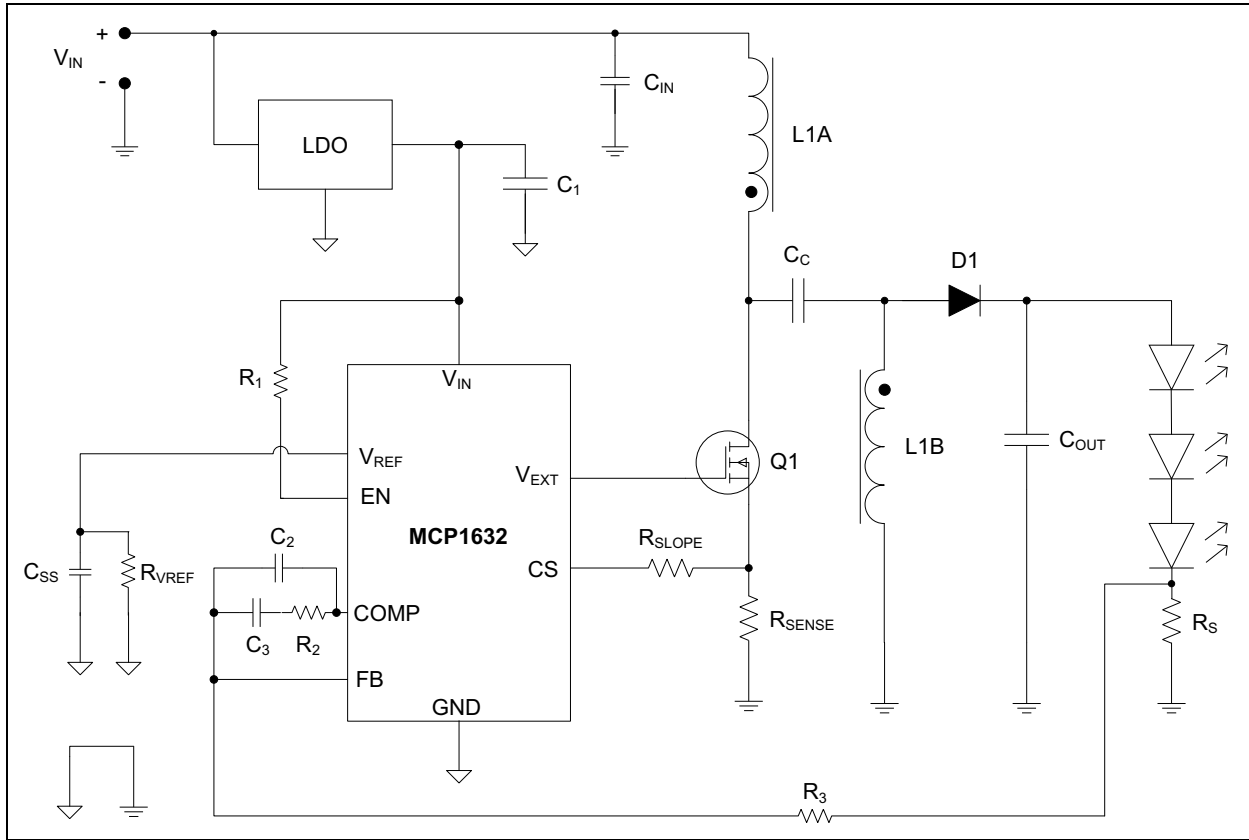 +
V_IN
-
LDO
C_IN
L1A
C_1
C_C
D1
R_1
V_IN
V_REF
EN
V_EXT
Q1
L1B
C_OUT
MCP1632
C_2
R_SLOPE
CS
C_SS
R_VREF
COMP
C_3
R_2
R_SENSE
R_S
FB
GND
R_3